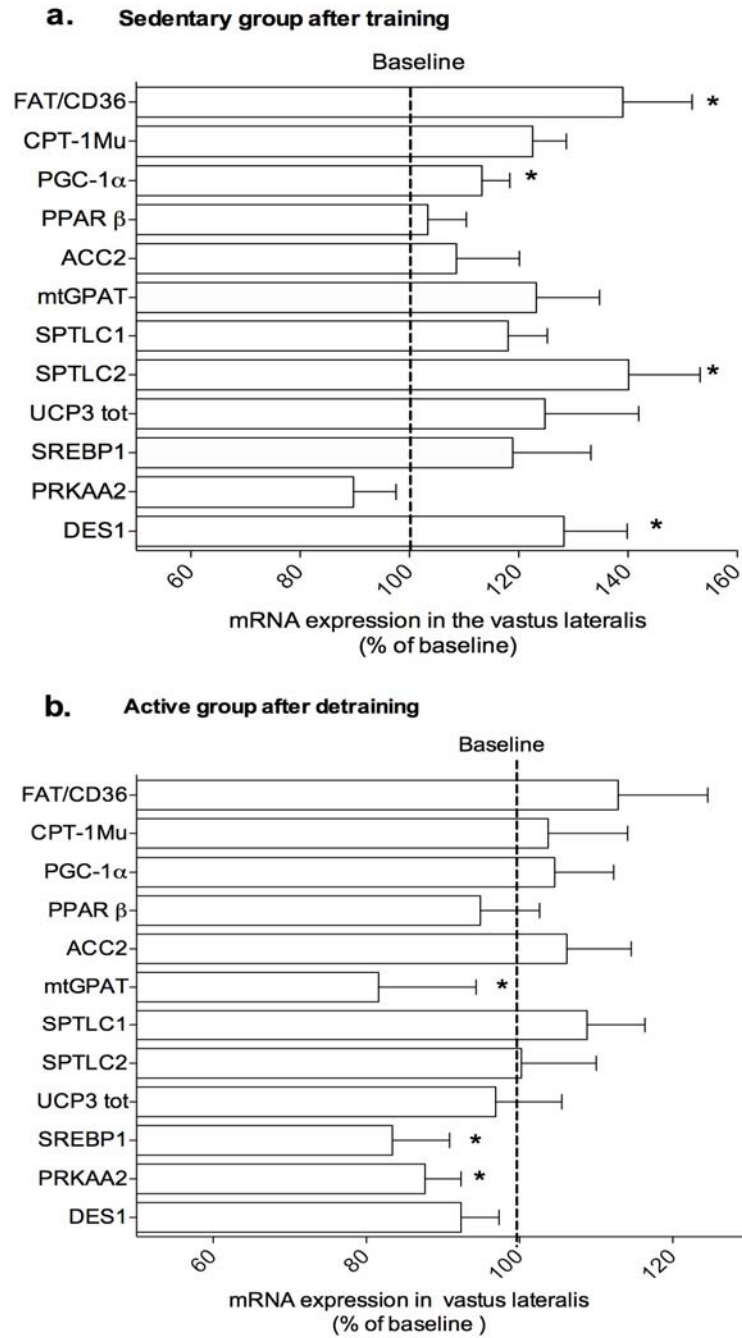 a. Sedentary group after training
Baseline
FAT/CD36 *
CPT-1Mu
PGC-1α *
PPAR β
ACC2
mtGPAT
SPTLC1
SPTLC2 *
UCP3 tot
SREBP1
PRKAA2
DES1 *
60 80 100 120 140 160
mRNA expression in the vastus lateralis
(% of baseline)
b. Active group after detraining
Baseline
FAT/CD36
CPT-1Mu
PGC-1α
PPAR β
ACC2
mtGPAT *
SPTLC1
SPTLC2
UCP3 tot
SREBP1 *
PRKAA2 *
DES1
60 80 100 120
mRNA expression in vastus lateralis
(% of baseline )